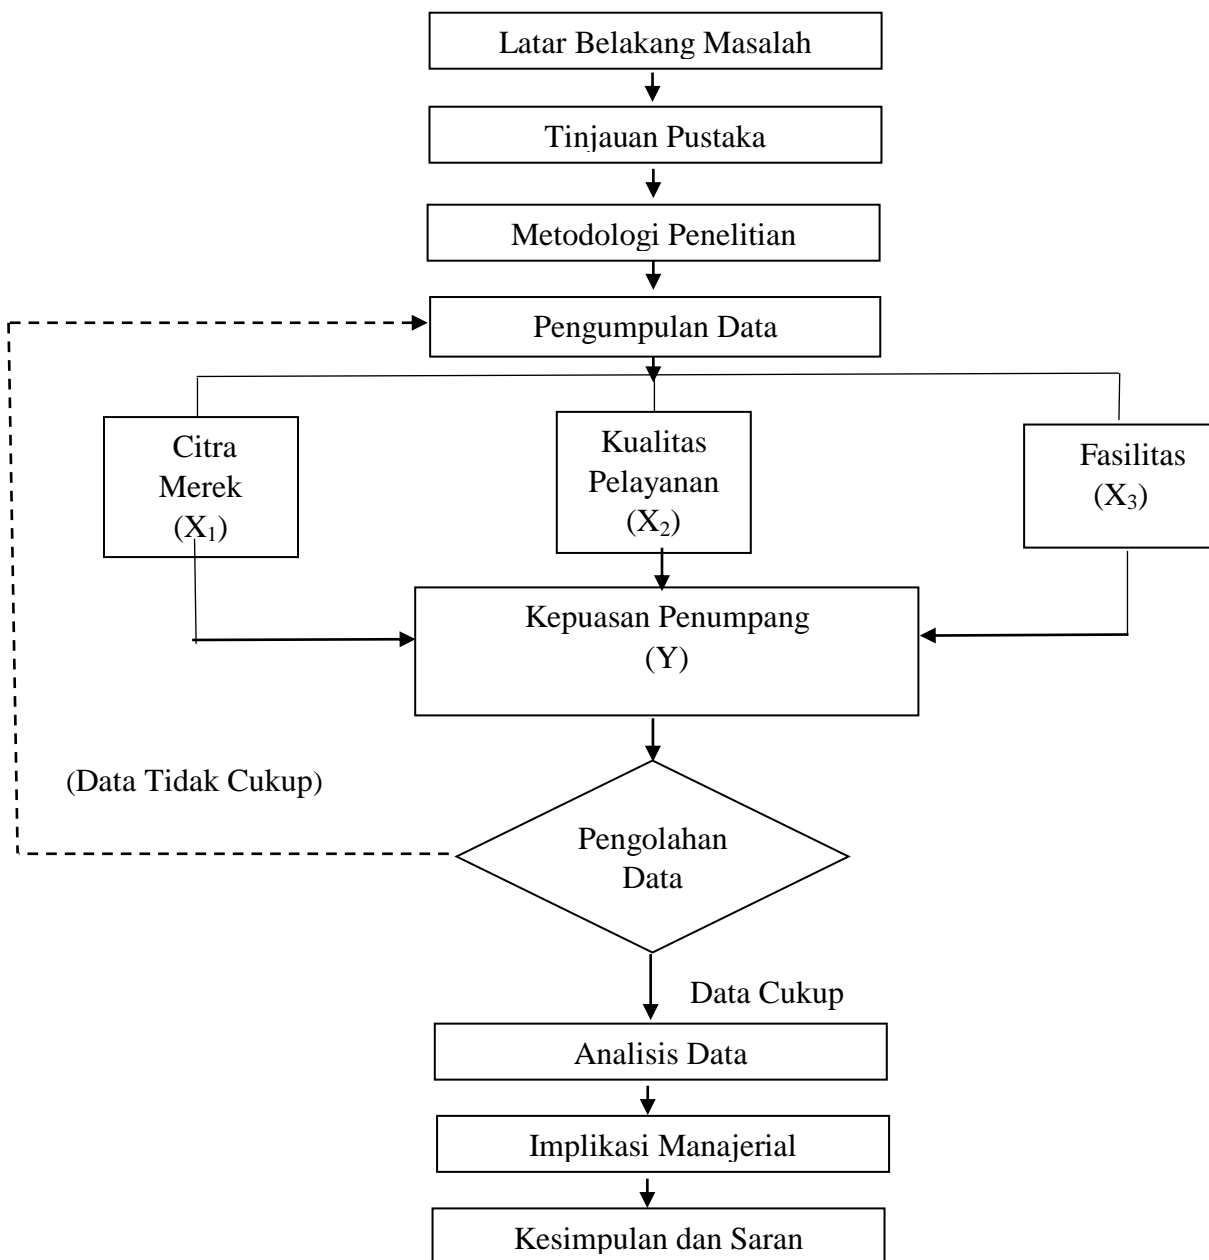 Latar Belakang Masalah
Tinjauan Pustaka
Metodologi Penelitian
Pengumpulan Data
Citra
Merek
(X₁)
Kualitas
Pelayanan
(X₂)
Fasilitas
(X₃)
Kepuasan Penumpang
(Y)
(Data Tidak Cukup)
Pengolahan
Data
Data Cukup
Analisis Data
Implikasi Manajerial
Kesimpulan dan Saran